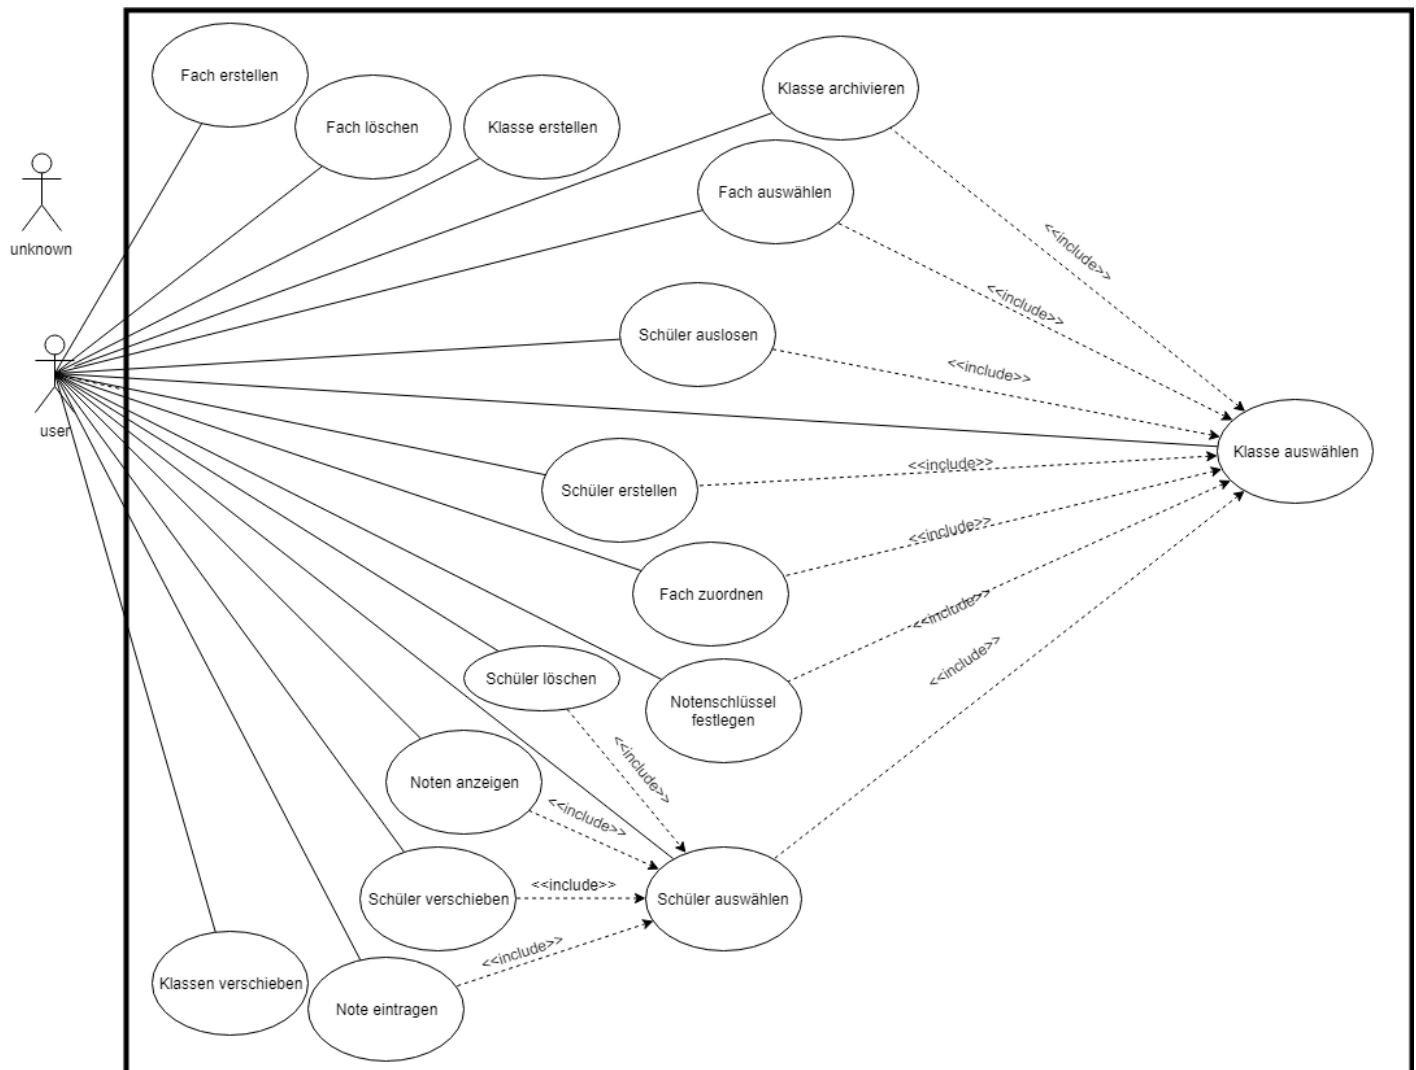 Fach erstellen
Fach löschen
Klasse erstellen
Klasse archivieren
Fach auswählen
unknown
<<include>>
<<include>>
Schüler auslosen
<<include>>
user
Klasse auswählen
Schüler erstellen
<<include>>
<<include>>
Fach zuordnen
<<include>>
Schüler löschen
<<include>>
Notenschlüssel
festlegen
<<include>>
Noten anzeigen
<<include>>
Schüler verschieben
<<include>>
Schüler auswählen
<<include>>
Klassen verschieben
Note eintragen